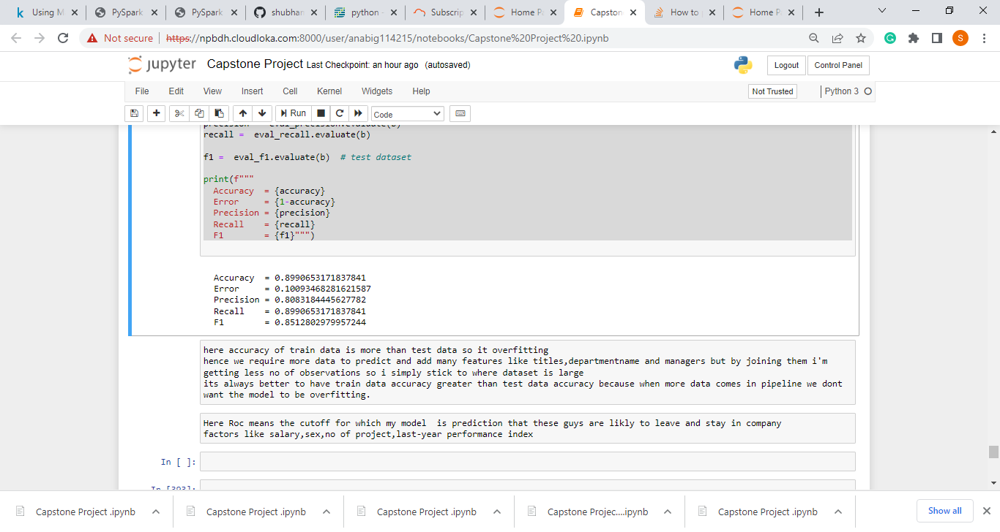 Using M
PySpark
PySpark
shubhan
python -
Subscrip
Home Pa
Capston
How to
Home Pa
Not secure
https://npbdh.cloudloka.com:8000/user/anabig114215/notebooks/Capstone%20Project%20.ipynb
S
jupyter
Capstone Project Last Checkpoint: an hour ago (autosaved)
Logout
Control Panel
File Edit View Insert Cell Kernel Widgets Help
Not Trusted
Python 3
Run
Code
recall = eval_recall.evaluate(b)
f1 = eval_f1.evaluate(b) # test dataset
print(f"""
Accuracy = {accuracy}
Error = {1-accuracy}
Precision = {precision}
Recall = {recall}
F1 = {f1}""")
Accuracy = 0.8990653171837841
Error = 0.10093468281621587
Precision = 0.8083184445627782
Recall = 0.8990653171837841
F1 = 0.8512802979957244
here accuracy of train data is more than test data so it overfitting
hence we require more data to predict and add many features like titles,departmentname and managers but by joining them i'm
getting less no of observations so i simply stick to where dataset is large
its always better to have train data accuracy greater than test data accuracy because when more data comes in pipeline we dont
want the model to be overfitting.
Here Roc means the cutoff for which my model is prediction that these guys are likly to leave and stay in company
factors like salary,sex,no of project,last-year performance index
In [ ]:
Capstone Project .ipynb
Capstone Project .ipynb
Capstone Project .ipynb
Capstone Projec....ipynb
Capstone Project .ipynb
Show all